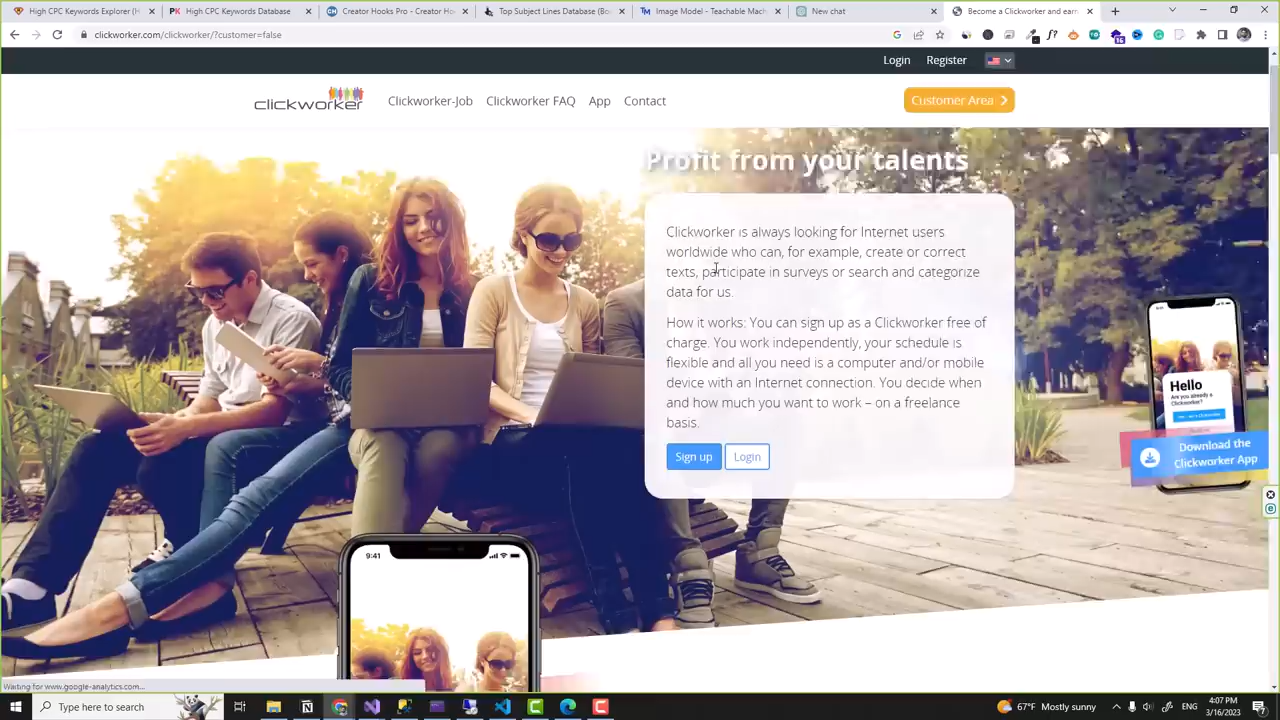 High CPC Keywords Explorer (H
High CPC Keywords Database
Creator Hooks Pro - Creator Ho
Top Subject Lines Database (Bo
Image Model - Teachable Mac
New chat
Become a Clickworker and earn
clickworker.com/clickworker/?customer=false
Login
Register
clickworker
Clickworker-Job
Clickworker FAQ
App
Contact
Customer Area
Profit from your talents
Clickworker is always looking for Internet users
worldwide who can, for example, create or correct
texts, participate in surveys or search and categorize
data for us.
How it works: You can sign up as a Clickworker free of
charge. You work independently, your schedule is
flexible and all you need is a computer and/or mobile
device with an Internet connection. You decide when
and how much you want to work – on a freelance
basis.
Sign up
Login
Hello
Are you already a
Clickworker?
Download the
Clickworker App
9:41
Waiting for www.google-analytics.com...
Type here to search
67°F Mostly sunny
4:07 PM
3/16/2023